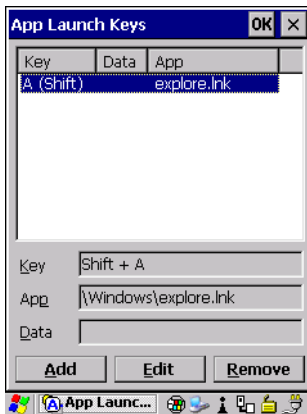 App Launch Keys OK ×
Key Data App
A (Shift) explore.lnk
Key Shift + A
App \Windows\explore.lnk
Data
Add Edit Remove
App Launc...